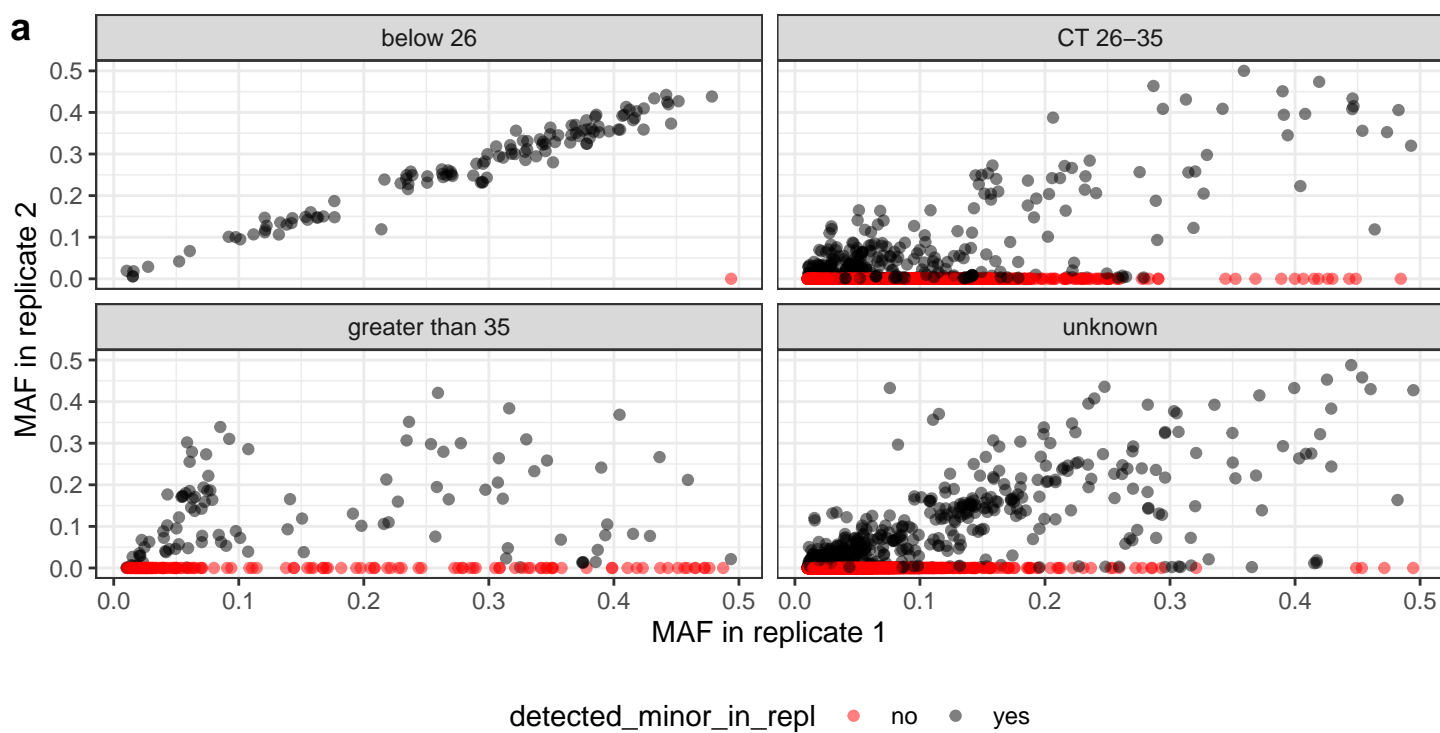 a
below 26
CT 26–35
0.5
0.4
0.3
0.2
0.1
0.0
greater than 35
unknown
0.5
0.4
0.3
0.2
0.1
0.0
MAF in replicate 2
0.0 0.1 0.2 0.3 0.4 0.5
0.0 0.1 0.2 0.3 0.4 0.5
MAF in replicate 1
detected_minor_in_repl no yes